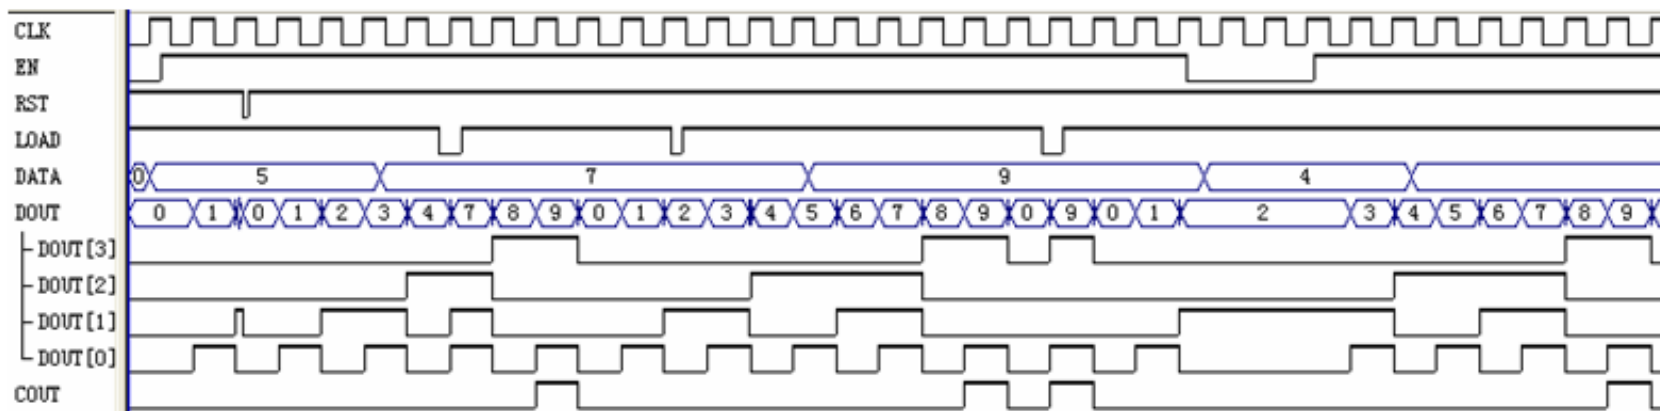 CLK
EN
RST
LOAD
DATA 0 5 7 9 4
DOUT 0 1 0 1 2 3 4 7 8 9 0 1 2 3 4 5 6 7 8 9 0 9 0 1 2 3 4 5 6 7 8 9
DOUT[3]
DOUT[2]
DOUT[1]
DOUT[0]
COUT